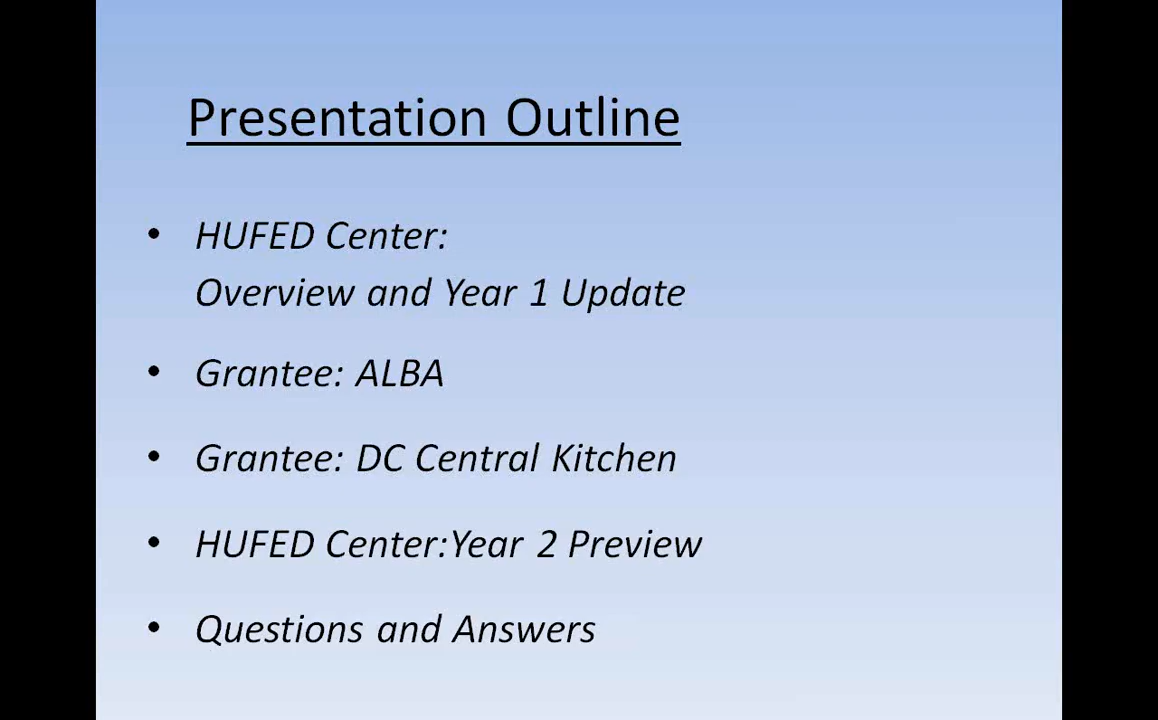 Presentation Outline
• HUFED Center:
Overview and Year 1 Update
• Grantee: ALBA
• Grantee: DC Central Kitchen
• HUFED Center:Year 2 Preview
• Questions and Answers